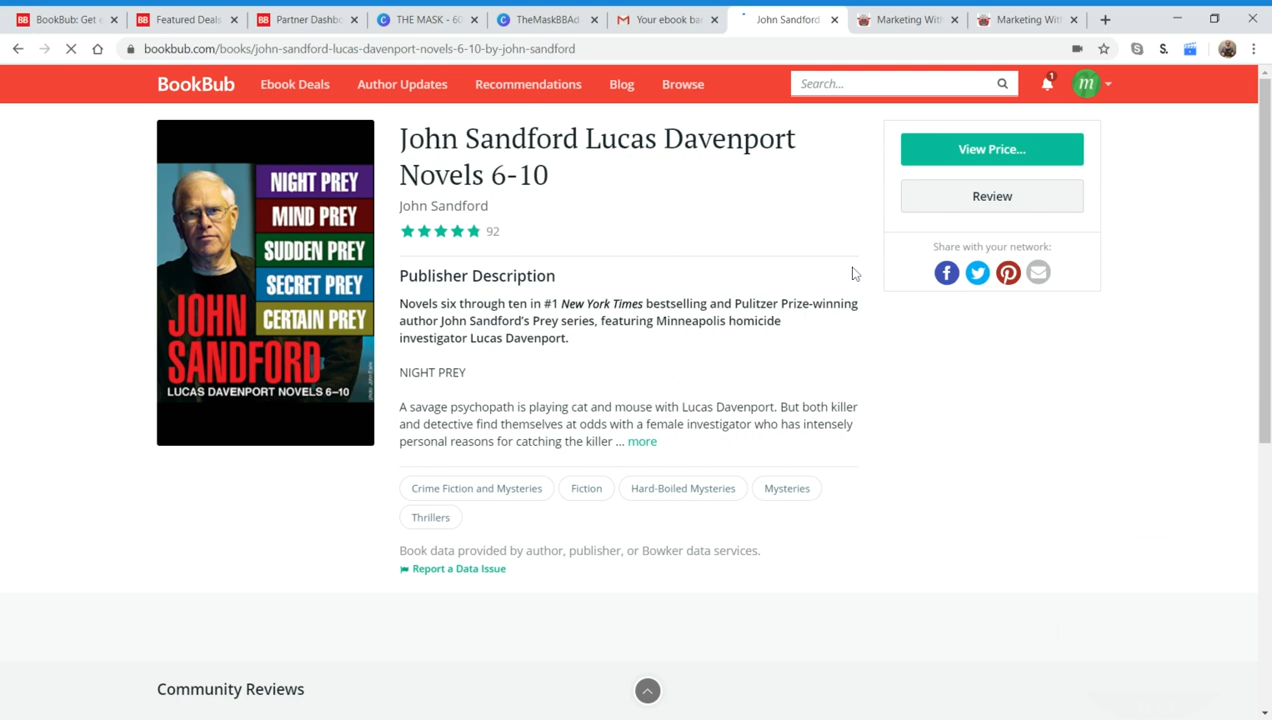 BB BookBub: Get e
BB Featured Deals
BB Partner Dashbo
C THE MASK - 60
C TheMaskBBAd
Your ebook ba
John Sandford
Marketing Wit
Marketing Wit
bookbub.com/books/john-sandford-lucas-davenport-novels-6-10-by-john-sandford
S.
BookBub Ebook Deals Author Updates Recommendations Blog Browse Search... 1 m
John Sandford Lucas Davenport
Novels 6-10
John Sandford
92
NIGHT PREY
MIND PREY
SUDDEN PREY
SECRET PREY
CERTAIN PREY
JOHN
SANDFORD
LUCAS DAVENPORT NOVELS 6–10
Publisher Description
Novels six through ten in #1 New York Times bestselling and Pulitzer Prize-winning
author John Sandford's Prey series, featuring Minneapolis homicide
investigator Lucas Davenport.
NIGHT PREY
A savage psychopath is playing cat and mouse with Lucas Davenport. But both killer
and detective find themselves at odds with a female investigator who has intensely
personal reasons for catching the killer ... more
Crime Fiction and Mysteries Fiction Hard-Boiled Mysteries Mysteries
Thrillers
Book data provided by author, publisher, or Bowker data services.
Report a Data Issue
View Price...
Review
Share with your network:
Community Reviews